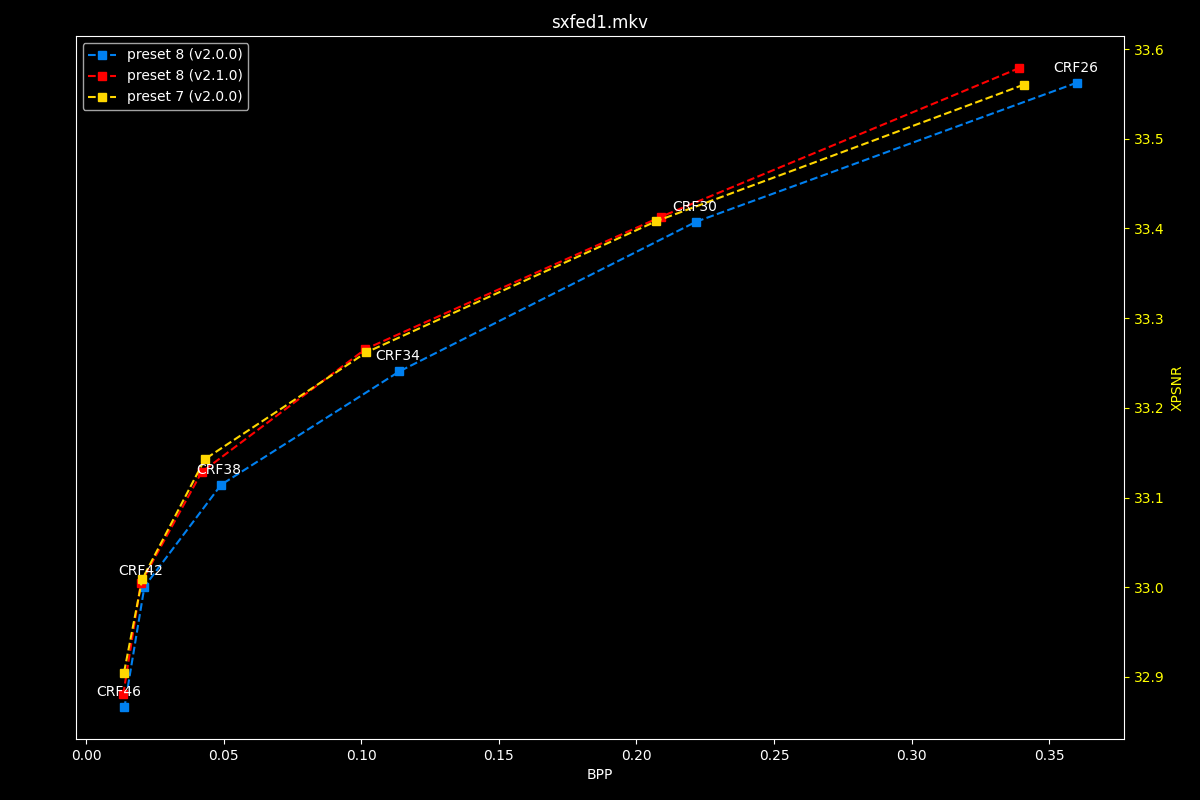 sxfed1.mkv
preset 8 (v2.0.0)
preset 8 (v2.1.0)
preset 7 (v2.0.0)
CRF26
CRF30
CRF34
CRF38
CRF42
CRF46
33.6
33.5
33.4
33.3
33.2
33.1
33.0
32.9
XPSNR
0.00 0.05 0.10 0.15 0.20 0.25 0.30 0.35
BPP